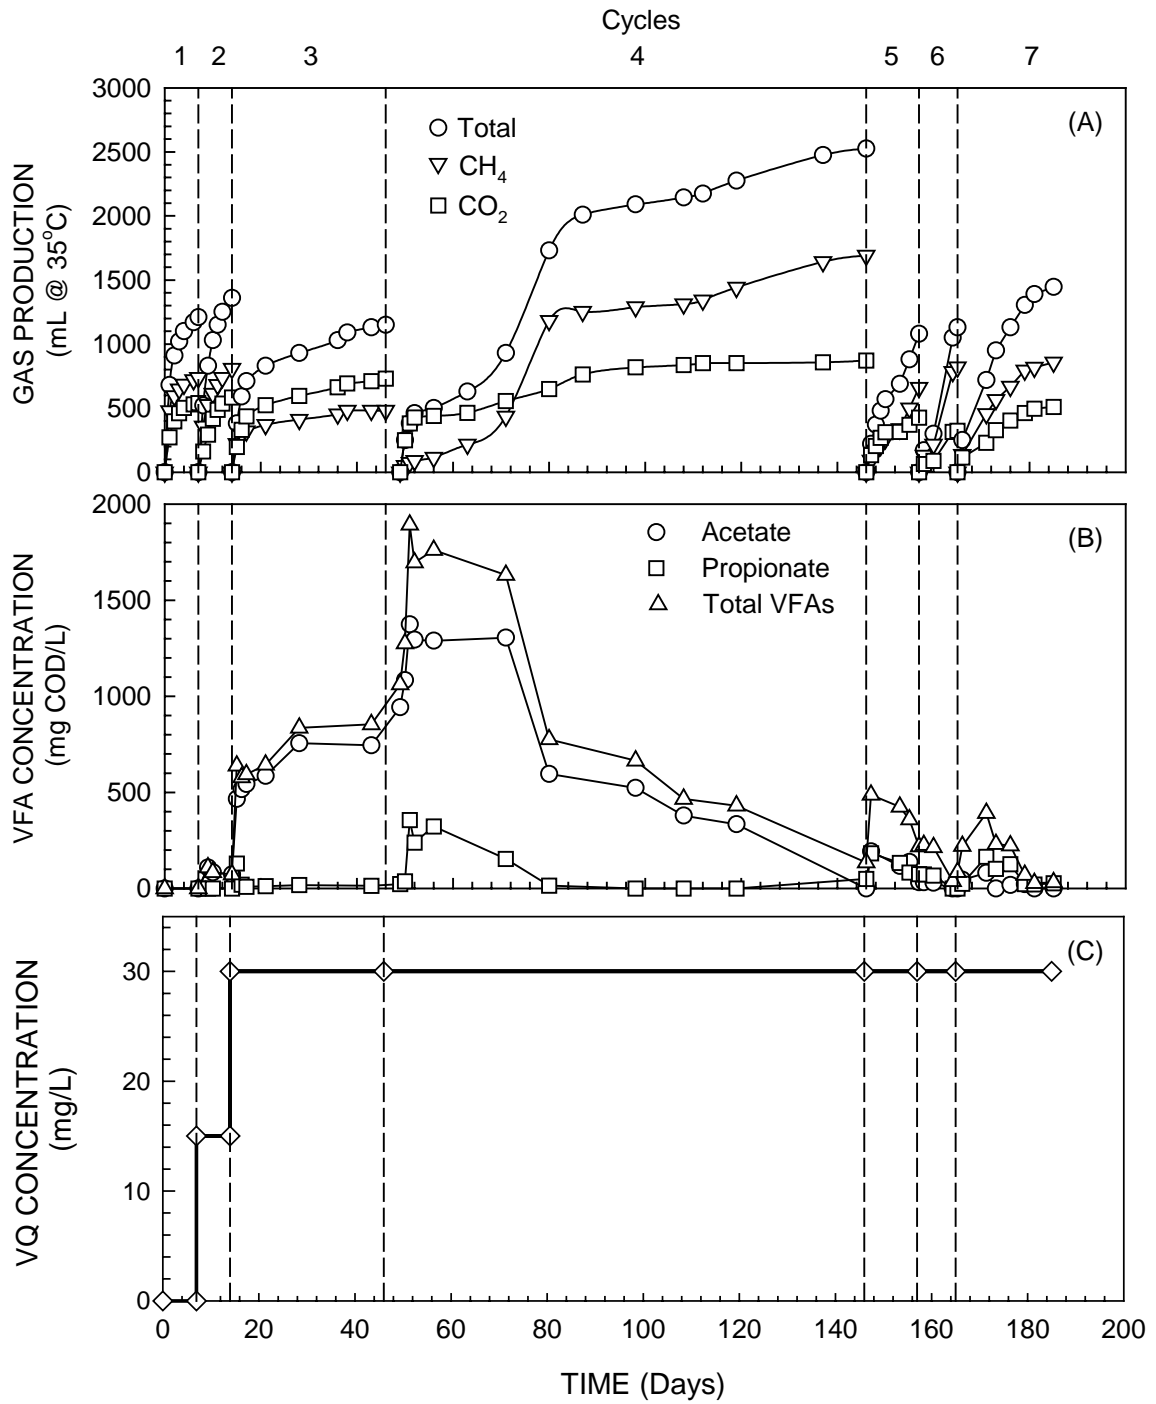 Cycles
1 2 3 4 5 6 7
3000
2500
2000
1500
1000
500
0
GAS PRODUCTION
(mL @ 35°C)
(A)
Total
CH4
CO2
2000
1500
1000
500
0
VFA CONCENTRATION
(mg COD/L)
(B)
Acetate
Propionate
Total VFAs
30
20
10
0
VQ CONCENTRATION
(mg/L)
(C)
0 20 40 60 80 100 120 140 160 180 200
TIME (Days)